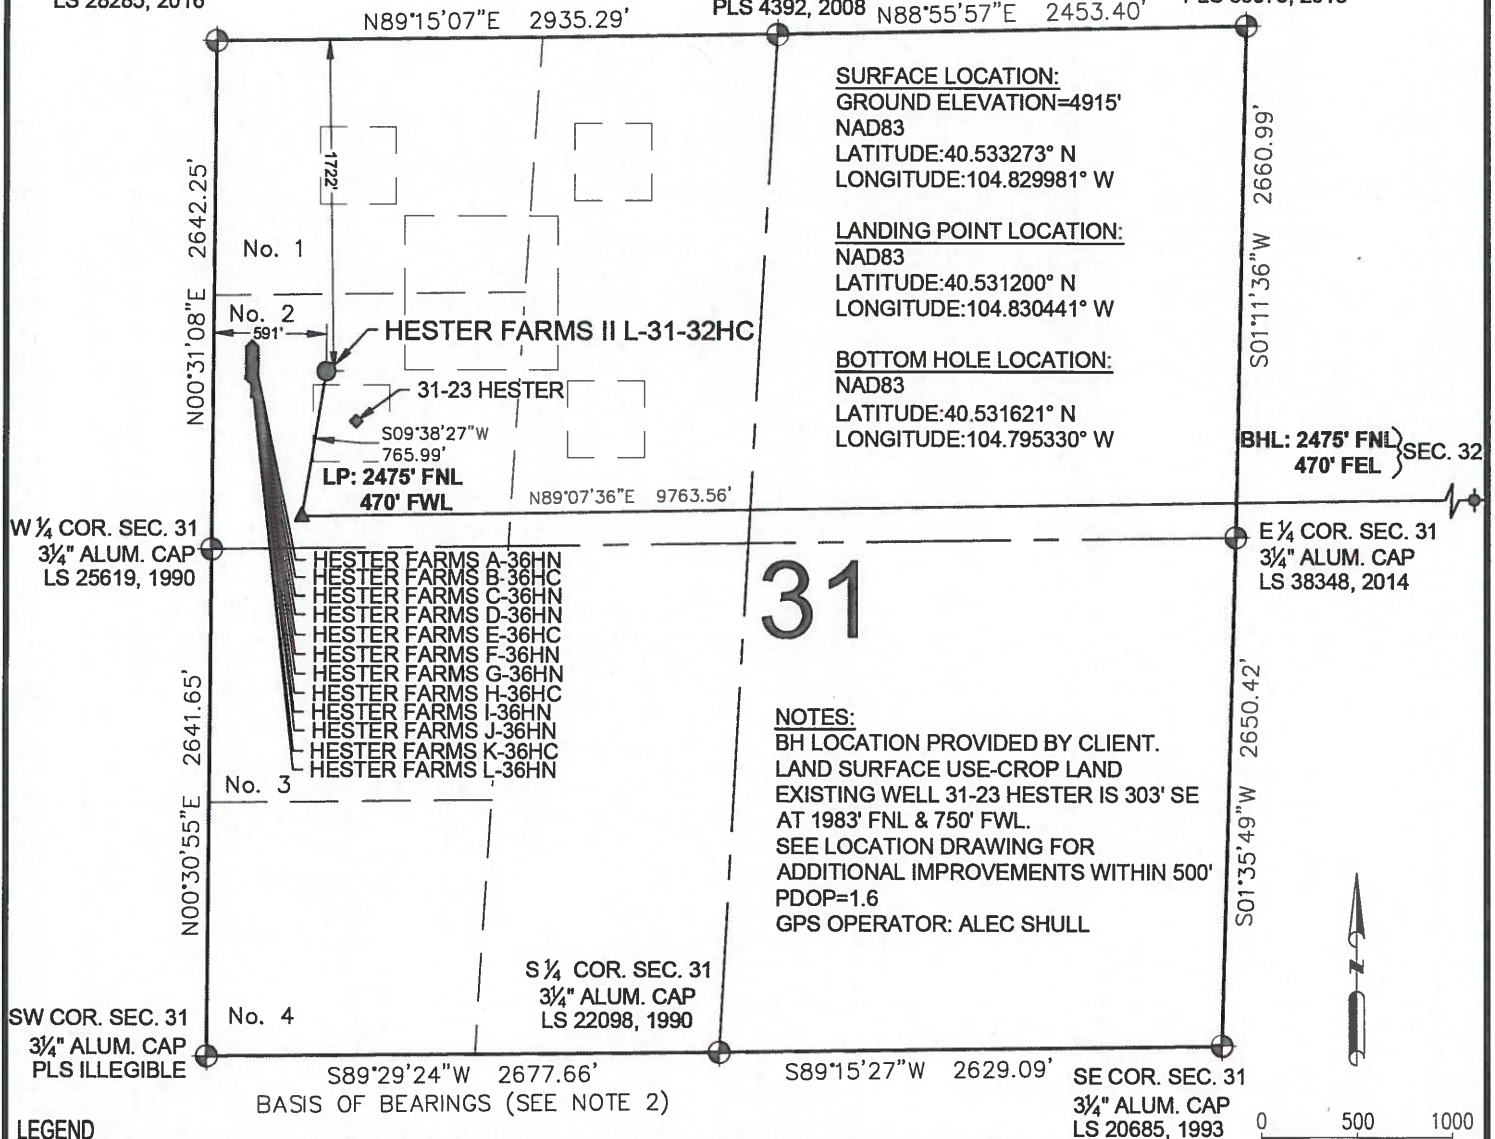 LS 28285, 2016
N89°15'07"E 2935.29'
PLS 4392, 2008
N88°55'57"E 2453.40'
SURFACE LOCATION:
GROUND ELEVATION=4915'
NAD83
LATITUDE:40.533273° N
LONGITUDE:104.829981° W
LANDING POINT LOCATION:
NAD83
LATITUDE:40.531200° N
LONGITUDE:104.830441° W
BOTTOM HOLE LOCATION:
NAD83
LATITUDE:40.531621° N
LONGITUDE:104.795330° W
1722'
N00°31'08"E 2642.25'
S01°11'36"W 2660.99'
No. 1
No. 2
591'
HESTER FARMS II L-31-32HC
31-23 HESTER
S09°38'27"W
765.99'
LP: 2475' FNL
470' FWL
N89°07'36"E 9763.56'
BHL: 2475' FNL
470' FEL
SEC. 32
W ¼ COR. SEC. 31
3¼" ALUM. CAP
LS 25619, 1990
E ¼ COR. SEC. 31
3¼" ALUM. CAP
LS 38348, 2014
HESTER FARMS A-36HN
HESTER FARMS B-36HC
HESTER FARMS C-36HN
HESTER FARMS D-36HN
HESTER FARMS E-36HC
HESTER FARMS F-36HN
HESTER FARMS G-36HN
HESTER FARMS H-36HC
HESTER FARMS I-36HN
HESTER FARMS J-36HN
HESTER FARMS K-36HC
HESTER FARMS L-36HN
31
N00°30'55"E 2641.65'
S01°35'49"W 2650.42'
No. 3
NOTES:
BH LOCATION PROVIDED BY CLIENT.
LAND SURFACE USE-CROP LAND
EXISTING WELL 31-23 HESTER IS 303' SE
AT 1983' FNL & 750' FWL.
SEE LOCATION DRAWING FOR
ADDITIONAL IMPROVEMENTS WITHIN 500'
PDOP=1.6
GPS OPERATOR: ALEC SHULL
S ¼ COR. SEC. 31
3¼" ALUM. CAP
LS 22098, 1990
N
SW COR. SEC. 31
3¼" ALUM. CAP
PLS ILLEGIBLE
No. 4
S89°29'24"W 2677.66'
BASIS OF BEARINGS (SEE NOTE 2)
S89°15'27"W 2629.09'
SE COR. SEC. 31
3¼" ALUM. CAP
LS 20685, 1993
LEGEND
0 500 1000